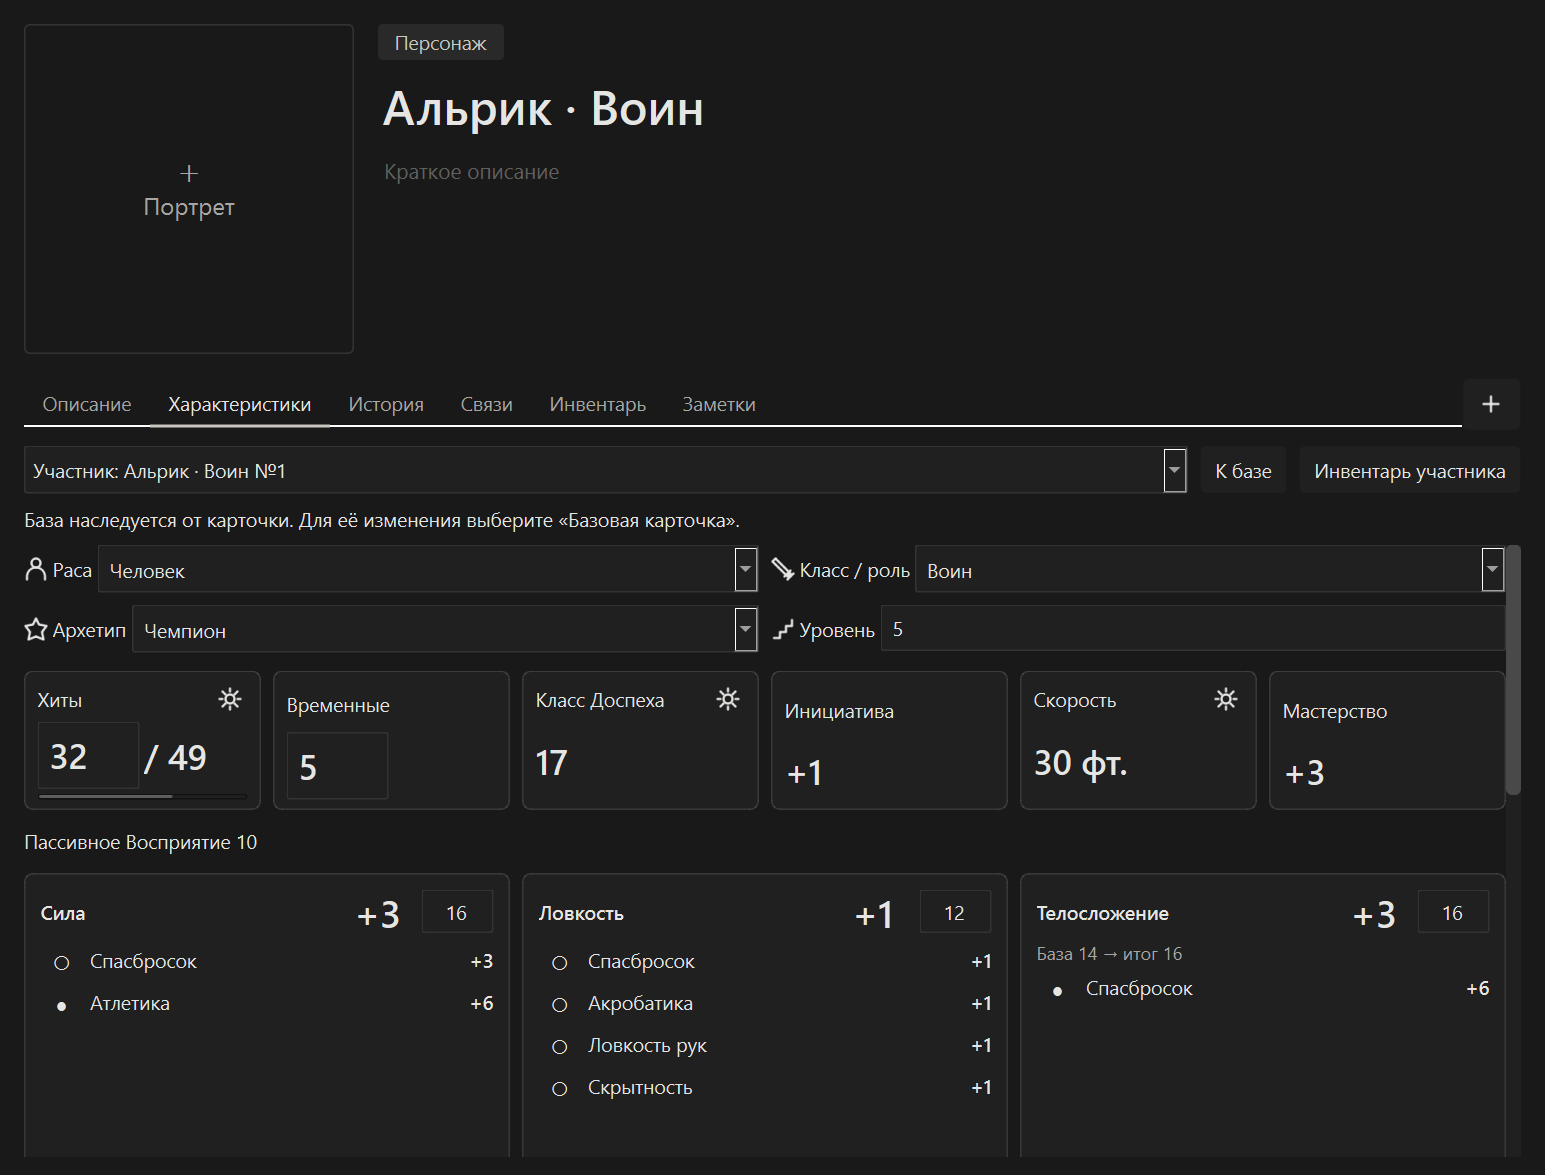 Персонаж
Альрик · Воин
Краткое описание
+
Портрет
Описание Характеристики История Связи Инвентарь Заметки +
Участник: Альрик · Воин №1 К базе Инвентарь участника
База наследуется от карточки. Для её изменения выберите «Базовая карточка».
Раса Человек Класс / роль Воин
Архетип Чемпион Уровень 5
Хиты Временные Класс Доспеха Инициатива Скорость Мастерство
32 / 49 5 17 +1 30 фт. +3
Пассивное Восприятие 10
Сила +3 16
Спасбросок +3
Атлетика +6
Ловкость +1 12
Спасбросок +1
Акробатика +1
Ловкость рук +1
Скрытность +1
Телосложение +3 16
База 14 → итог 16
Спасбросок +6